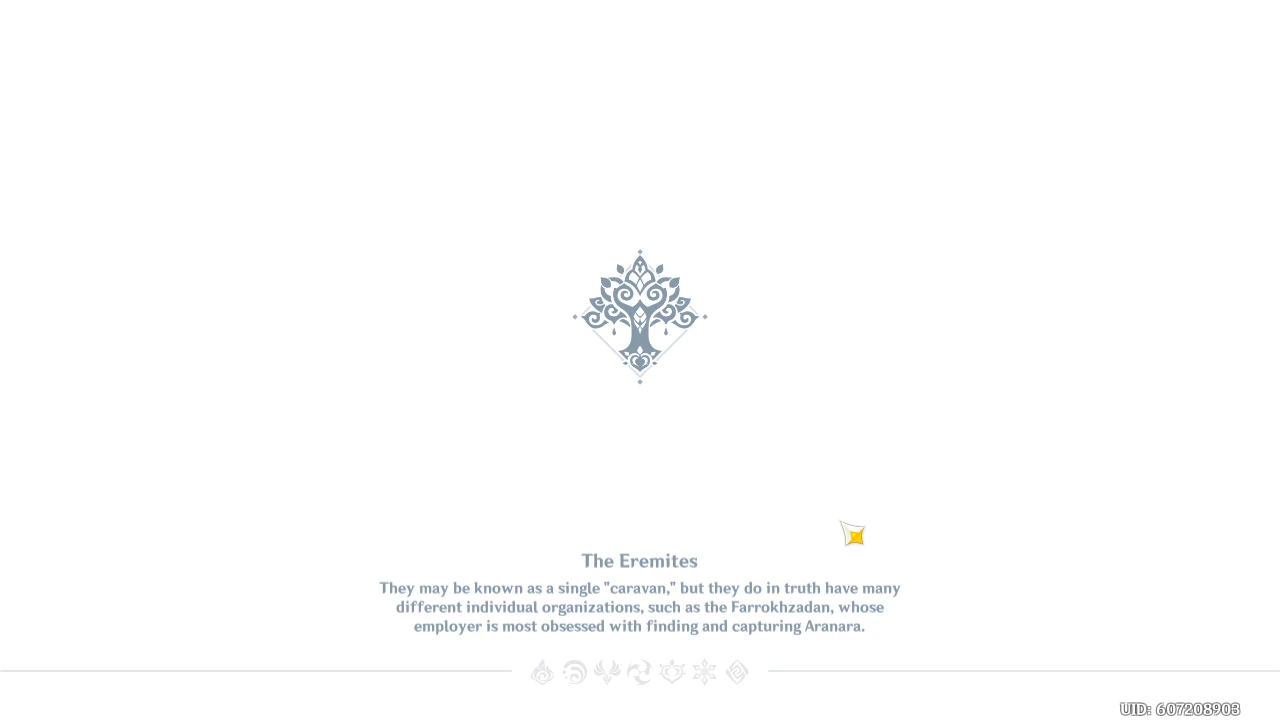 The Eremites
They may be known as a single "caravan," but they do in truth have many
different individual organizations, such as the Farrokhzadan, whose
employer is most obsessed with finding and capturing Aranara.
UID: 607208903